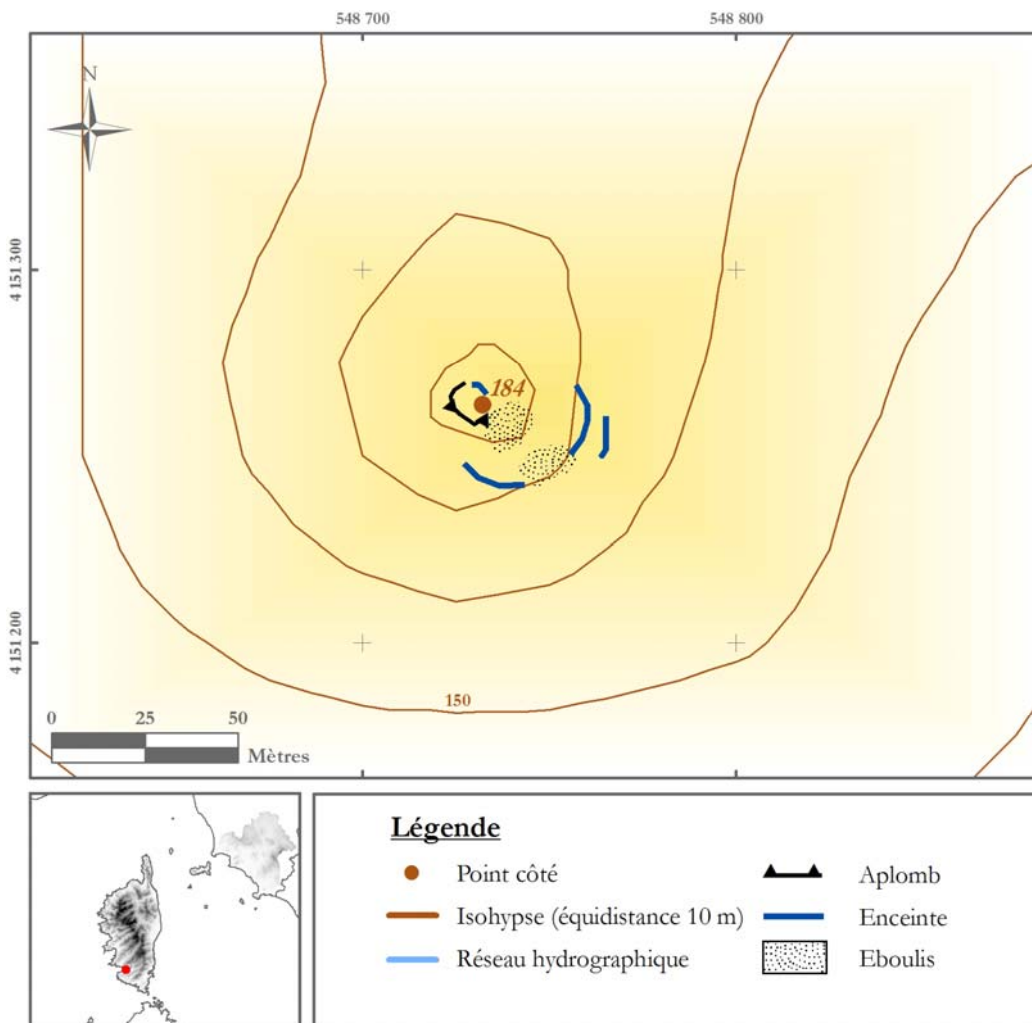 548 700
548 800
N
4 151 300
184
4 151 200
150
0
25
50
Mètres
Légende
Point côté
Isohypse (équidistance 10 m)
Réseau hydrographique
Aplomb
Enceinte
Eboulis